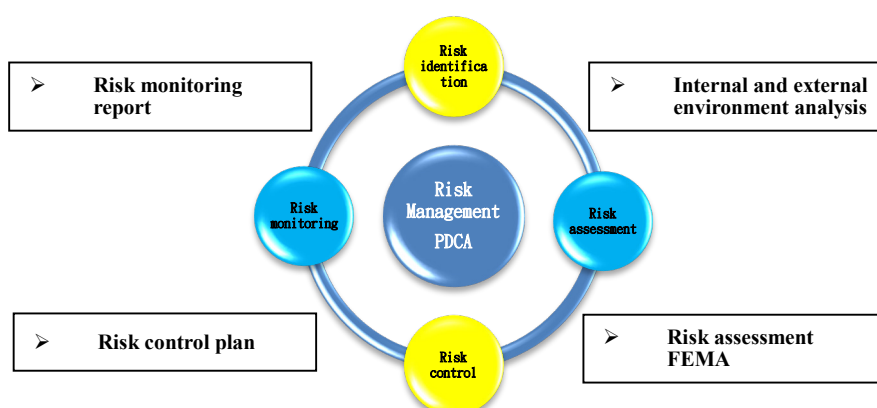 Risk
identifica
tion
➢ Risk monitoring
report
➢ Internal and external
environment analysis
Risk
Management
PDCA
Risk
monitoring
Risk
assessment
➢ Risk control plan
➢ Risk assessment
FEMA
Risk
control